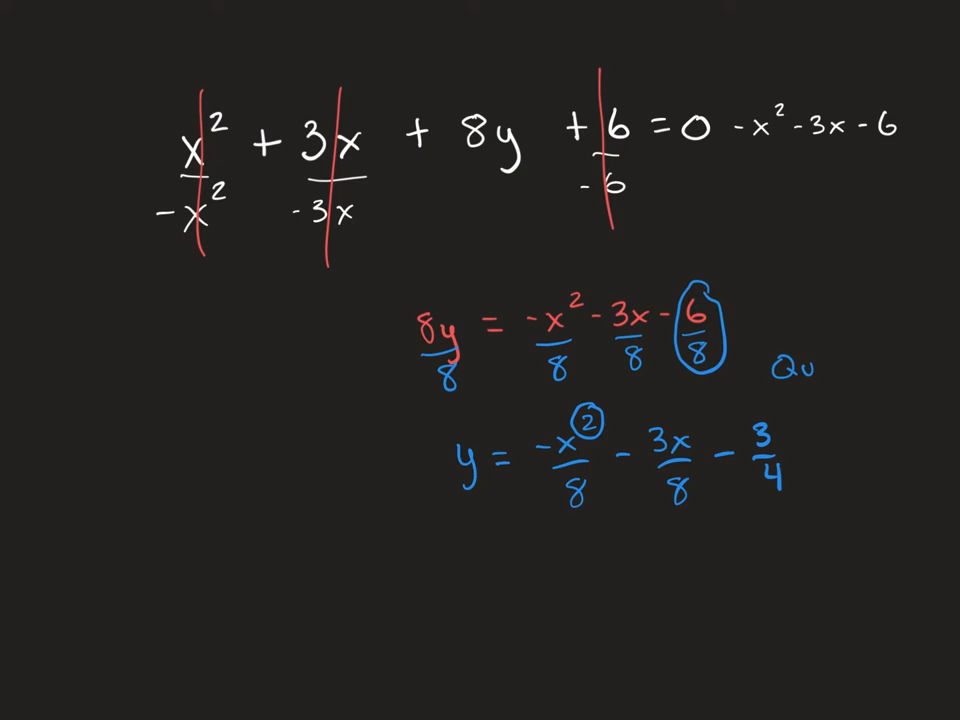 x² + 3x + 8y + 6 = 0 - x² - 3x - 6
- x² - 3x - 6
8y = -x² - 3x - 6
8 8 8 8
Qu
y = -x² - 3x - 3
8 8 4